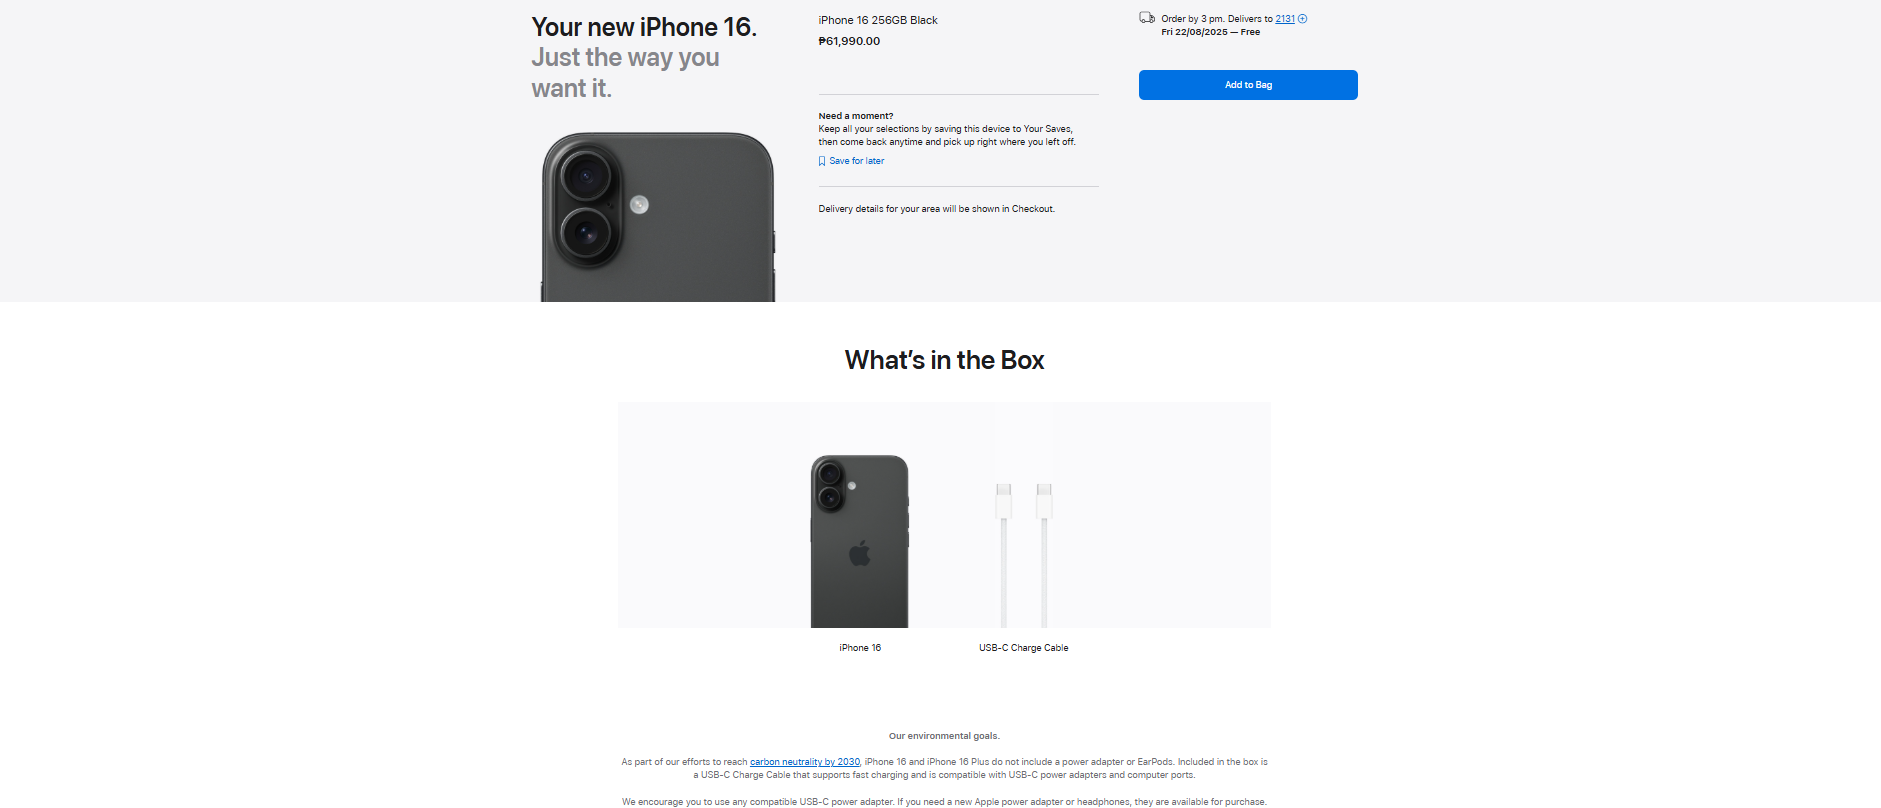 Your new iPhone 16.
Just the way you
want it.
iPhone 16 256GB Black
₱61,990.00
Need a moment?
Keep all your selections by saving this device to Your Saves,
then come back anytime and pick up right where you left off.
Save for later
Delivery details for your area will be shown in Checkout.
Order by 3 pm. Delivers to 2131
Fri 22/08/2025 — Free
Add to Bag
What's in the Box
iPhone 16
USB-C Charge Cable
Our environmental goals.
As part of our efforts to reach carbon neutrality by 2030, iPhone 16 and iPhone 16 Plus do not include a power adapter or EarPods. Included in the box is
a USB-C Charge Cable that supports fast charging and is compatible with USB-C power adapters and computer ports.
We encourage you to use any compatible USB-C power adapter. If you need a new Apple power adapter or headphones, they are available for purchase.